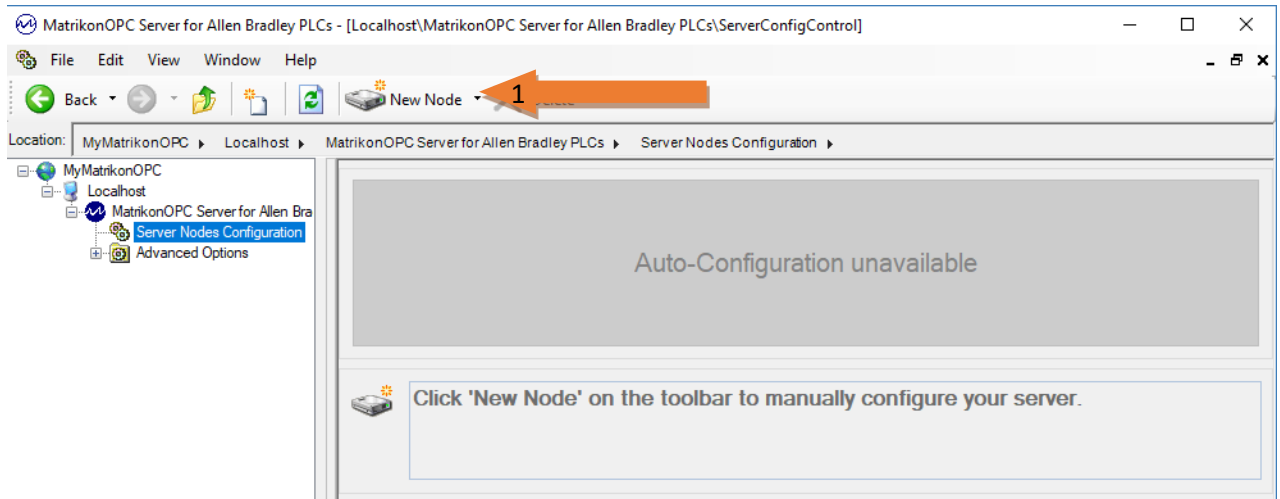 MatrikonOPC Server for Allen Bradley PLCs - [Localhost\MatrikonOPC Server for Allen Bradley PLCs\ServerConfigControl]
File Edit View Window Help
Back New Node 1
Location: MyMatrikonOPC Localhost MatrikonOPC Server for Allen Bradley PLCs Server Nodes Configuration
MyMatrikonOPC
Localhost
MatrikonOPC Server for Allen Bra
Server Nodes Configuration
Advanced Options
Auto-Configuration unavailable
Click 'New Node' on the toolbar to manually configure your server.